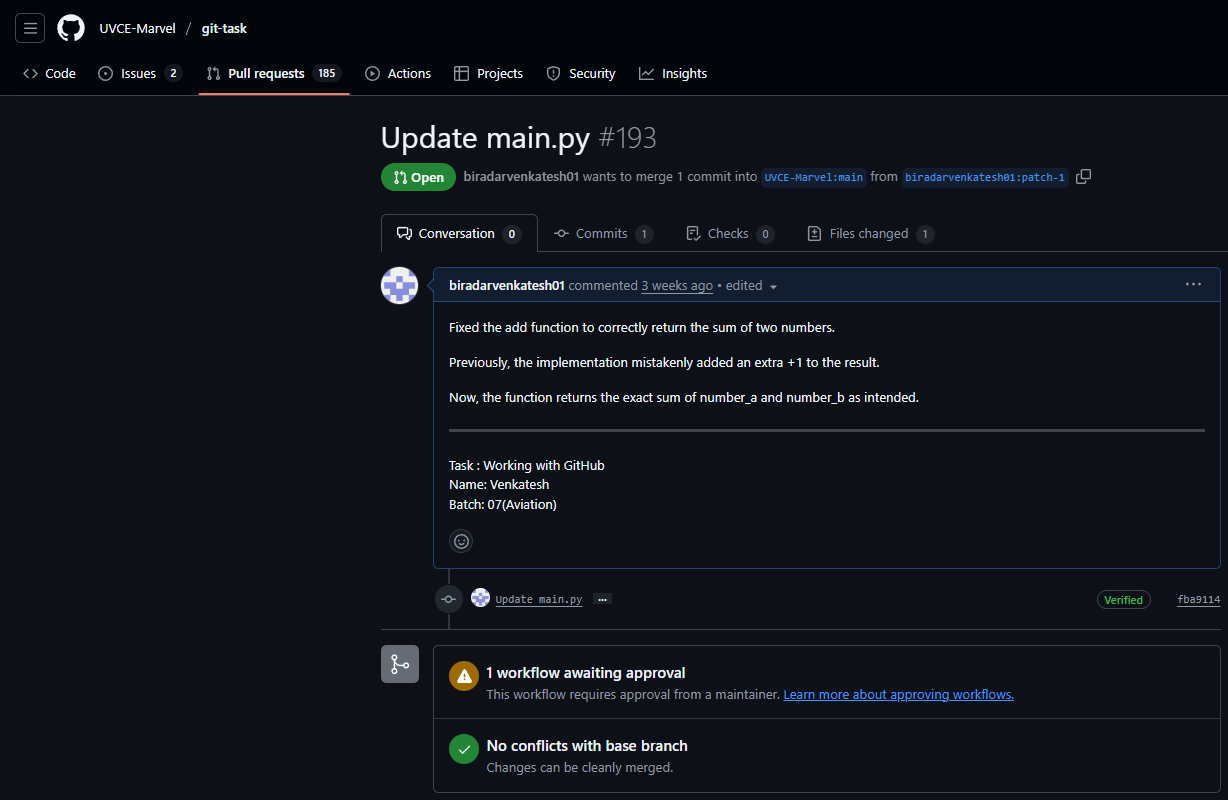 UVCE-Marvel / git-task
Code Issues 2 Pull requests 185 Actions Projects Security Insights
Update main.py #193
Open biradarvenkatesh01 wants to merge 1 commit into UVCE-Marvel:main from biradarvenkatesh01:patch-1
Conversation 0 Commits 1 Checks 0 Files changed 1
biradarvenkatesh01 commented 3 weeks ago • edited
Fixed the add function to correctly return the sum of two numbers.
Previously, the implementation mistakenly added an extra +1 to the result.
Now, the function returns the exact sum of number_a and number_b as intended.
Task : Working with GitHub
Name: Venkatesh
Batch: 07(Aviation)
Update main.py … Verified fba9114
1 workflow awaiting approval
This workflow requires approval from a maintainer. Learn more about approving workflows.
No conflicts with base branch
Changes can be cleanly merged.